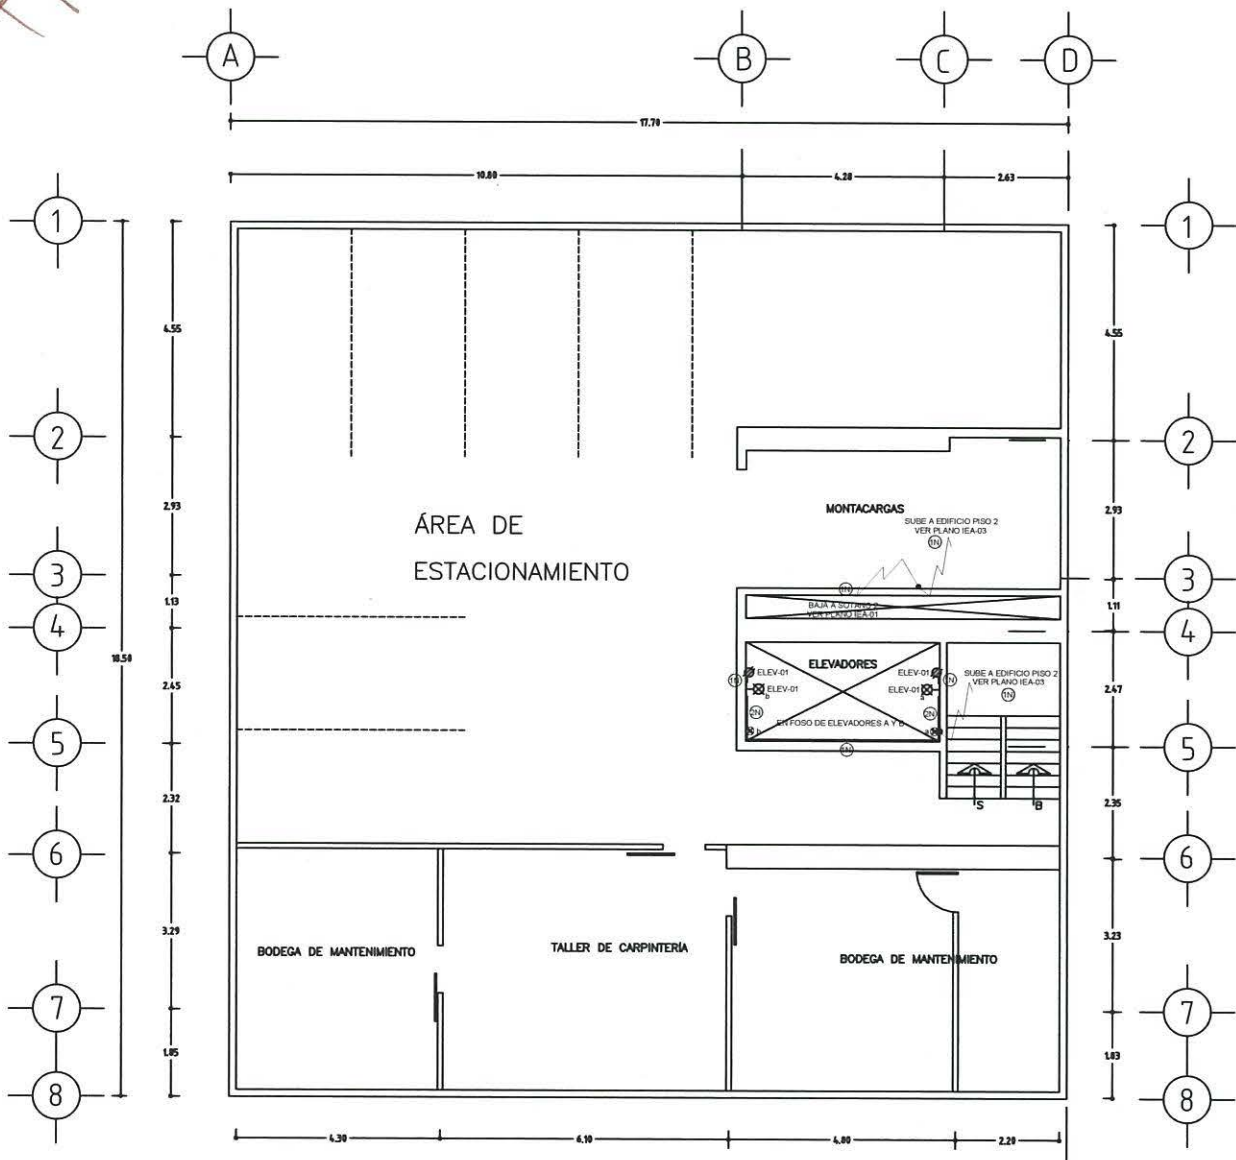 A
B
C
D
17.70
10.80
4.20
2.63
1
1
4.55
4.55
2
2
2.93
2.93
ÁREA DE
ESTACIONAMIENTO
MONTACARGAS
SUBE A EDIFICIO PISO 2
VER PLANO IEA-03
1N
3
3
1N
1.13
1.11
BAJA A SOTANO 2
VER PLANO IEA-01
4
4
18.50
2.45
2.47
ELEVADORES
ELEV-01
ELEV-01
1N
1N
ELEV-01
ELEV-01
b
a
SUBE A EDIFICIO PISO 2
VER PLANO IEA-03
1N
2N
2N
EN FOSO DE ELEVADORES A Y B
b
a
1N
5
5
2.32
2.35
S
B
6
6
3.29
3.23
BODEGA DE MANTENIMIENTO
TALLER DE CARPINTERÍA
BODEGA DE MANTENIMIENTO
7
7
1.85
1.83
8
8
4.30
6.10
4.80
2.20